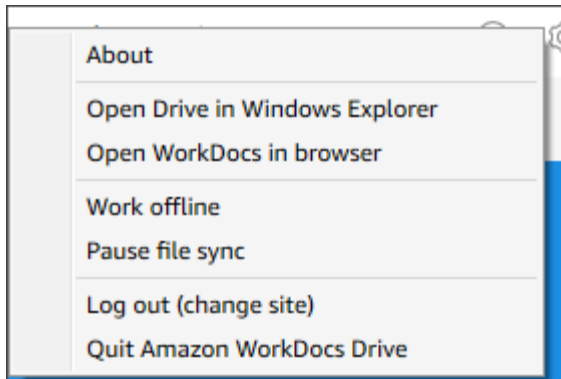 About
Open Drive in Windows Explorer
Open WorkDocs in browser
Work offline
Pause file sync
Log out (change site)
Quit Amazon WorkDocs Drive